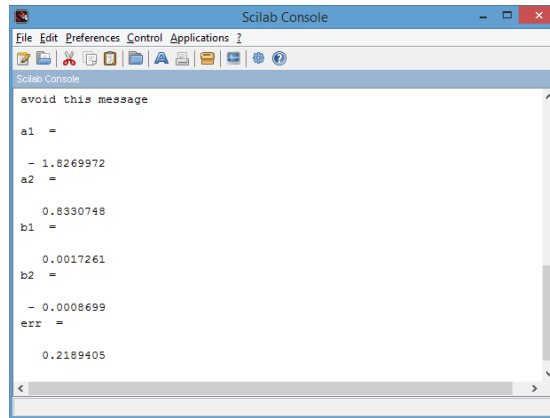 Scilab Console
File Edit Preferences Control Applications ?
Scilab Console
avoid this message
a1 =
- 1.8269972
a2 =
0.8330748
b1 =
0.0017261
b2 =
- 0.0008699
err =
0.2189405